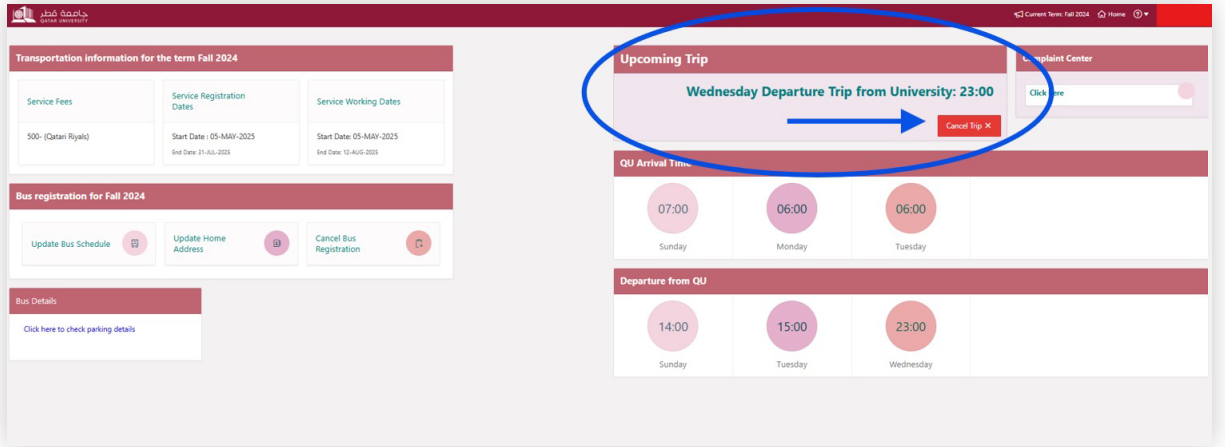 جامعة قطر
QATAR UNIVERSITY
Current Term: Fall 2024
Home
Transportation information for the term Fall 2024
Service Fees
Service Registration
Dates
Service Working Dates
500- (Qatari Riyals)
Start Date : 05-MAY-2025
Start Date: 05-MAY-2025
End Date: 31-JUL-2025
End Date: 12-AUG-2025
Bus registration for Fall 2024
Update Bus Schedule
Update Home
Address
Cancel Bus
Registration
Bus Details
Click here to check parking details
Upcoming Trip
Wednesday Departure Trip from University: 23:00
Cancel Trip ×
Complaint Center
Click here
QU Arrival Time
07:00
06:00
06:00
Sunday
Monday
Tuesday
Departure from QU
14:00
15:00
23:00
Sunday
Tuesday
Wednesday